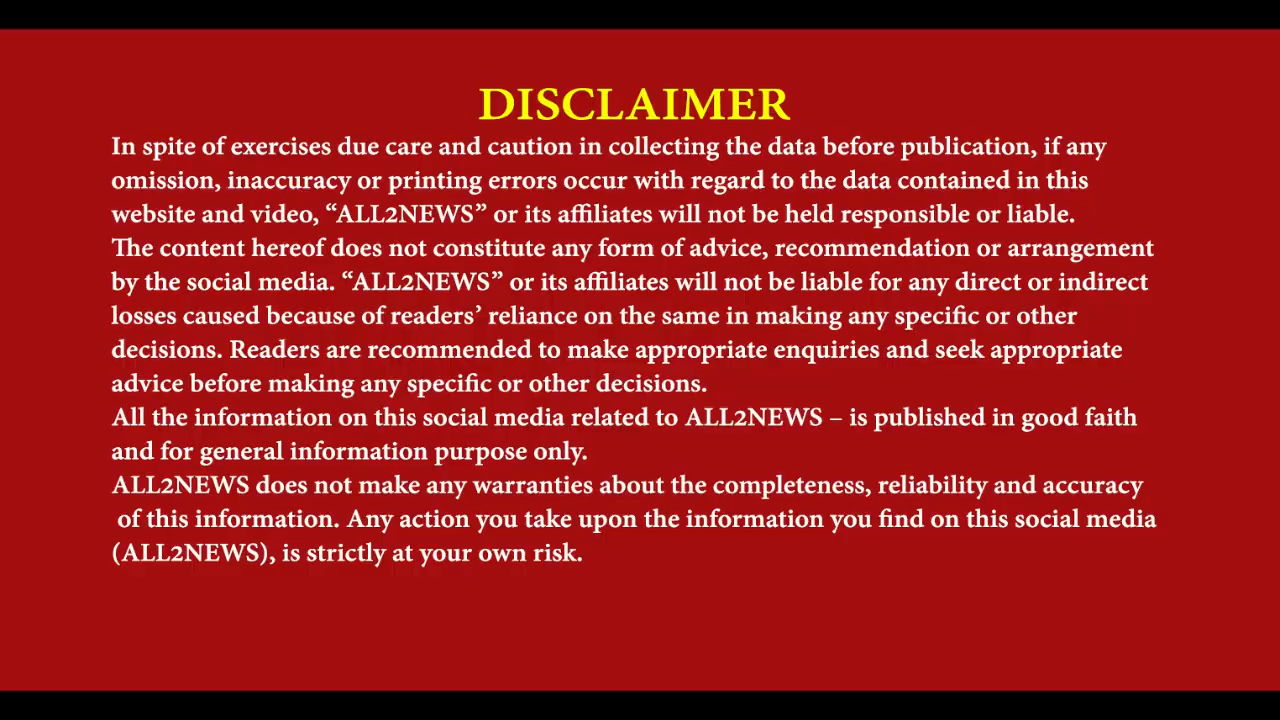 DISCLAIMER
In spite of exercises due care and caution in collecting the data before publication, if any
omission, inaccuracy or printing errors occur with regard to the data contained in this
website and video, “ALL2NEWS” or its affiliates will not be held responsible or liable.
The content hereof does not constitute any form of advice, recommendation or arrangement
by the social media. “ALL2NEWS” or its affiliates will not be liable for any direct or indirect
losses caused because of readers’ reliance on the same in making any specific or other
decisions. Readers are recommended to make appropriate enquiries and seek appropriate
advice before making any specific or other decisions.
All the information on this social media related to ALL2NEWS – is published in good faith
and for general information purpose only.
ALL2NEWS does not make any warranties about the completeness, reliability and accuracy
of this information. Any action you take upon the information you find on this social media
(ALL2NEWS), is strictly at your own risk.